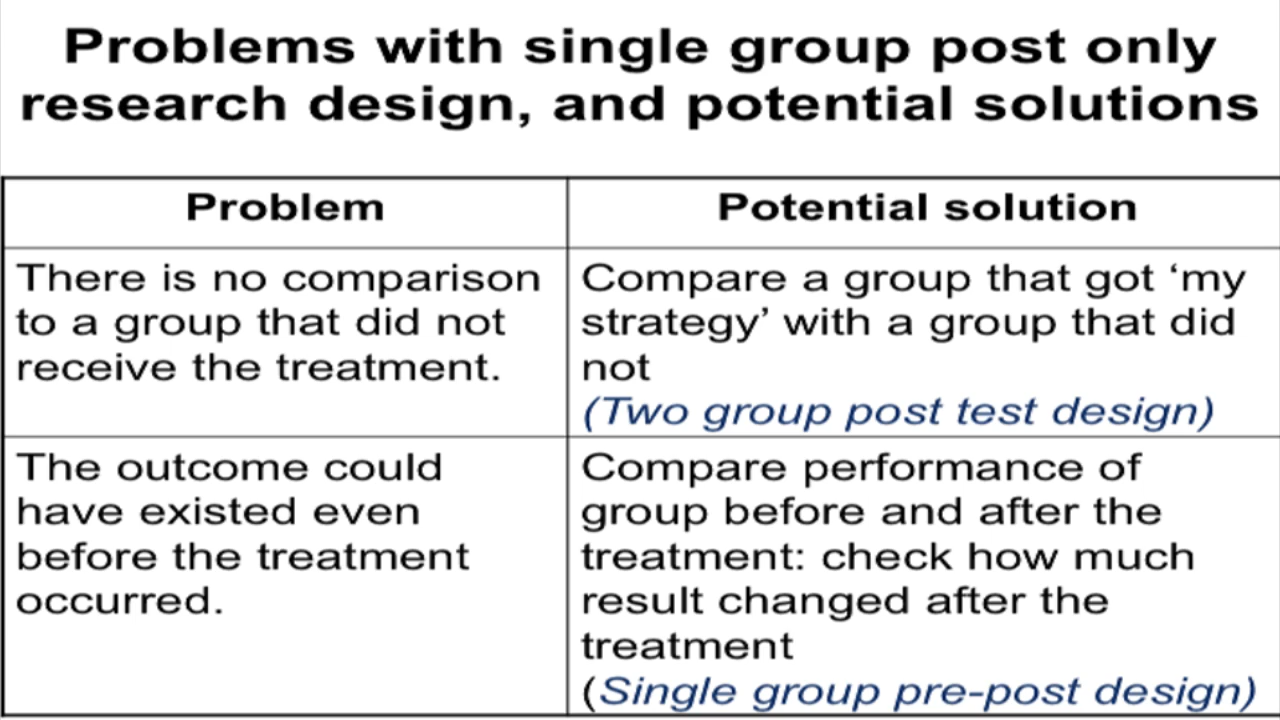 Problems with single group post only
research design, and potential solutions
Problem
Potential solution
There is no comparison
to a group that did not
receive the treatment.
Compare a group that got ‘my
strategy’ with a group that did
not
(Two group post test design)
The outcome could
have existed even
before the treatment
occurred.
Compare performance of
group before and after the
treatment: check how much
result changed after the
treatment
(Single group pre-post design)